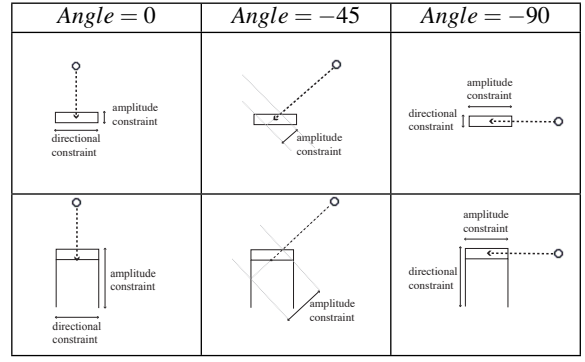 Angle = 0
Angle = −45
Angle = −90
amplitude
constraint
directional
constraint
amplitude
constraint
amplitude
constraint
directional
constraint
amplitude
constraint
directional
constraint
amplitude
constraint
amplitude
constraint
directional
constraint